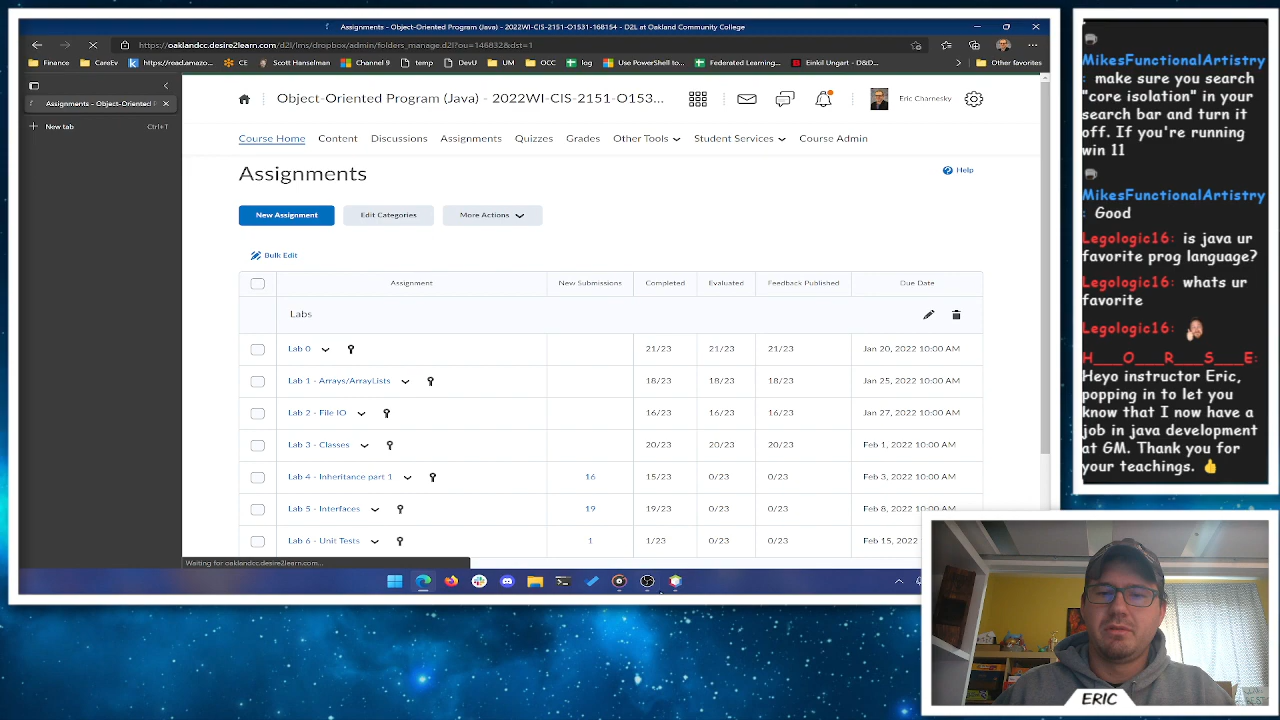 Assignments - Object-Oriented Program (Java) - 2022WI-CIS-2151-O1531-168154 - D2L at Oakland Community College
https://oaklandcc.desire2learn.com/d2l/lms/dropbox/admin/folders_manage.d2l?ou=146832&dst=1
Finance
CareEv
https://read.amazo...
CE
Scott Hanselman
Channel 9
temp
DevU
UM
OCC
log
Use PowerShell to...
Federated Learning...
Einkil Ungart - D&D...
Other favorites
Assignments - Object-Oriented P
New tab
Ctrl+T
Object-Oriented Program (Java) - 2022WI-CIS-2151-O153...
Eric Charnesky
Course Home
Content
Discussions
Assignments
Quizzes
Grades
Other Tools
Student Services
Course Admin
Assignments
Help
New Assignment
Edit Categories
More Actions
Bulk Edit
Assignment New Submissions Completed Evaluated Feedback Published Due Date
Labs
Lab 0 21/23 21/23 21/23 Jan 20, 2022 10:00 AM
Lab 1 - Arrays/ArrayLists 18/23 18/23 18/23 Jan 25, 2022 10:00 AM
Lab 2 - File IO 16/23 16/23 16/23 Jan 27, 2022 10:00 AM
Lab 3 - Classes 20/23 20/23 20/23 Feb 1, 2022 10:00 AM
Lab 4 - Inheritance part 1 16 15/23 0/23 0/23 Feb 3, 2022 10:00 AM
Lab 5 - Interfaces 19 17/23 0/23 0/23 Feb 8, 2022 10:00 AM
Lab 6 - Unit Tests 1 1/23 0/23 0/23 Feb 15, 2022
Waiting for oaklandcc.desire2learn.com...
MikesFunctionalArtistry
: make sure you search
"core isolation" in your
search bar and turn it
off. If you're running
win 11
MikesFunctionalArtistry
: Good
Legologic16: is java ur
favorite prog language?
Legologic16: whats ur
favorite
Legologic16:
H___O___R___S___E:
Heyo instructor Eric,
popping in to let you
know that I now have a
job in java development
at GM. Thank you for
your teachings. 👍
ERIC